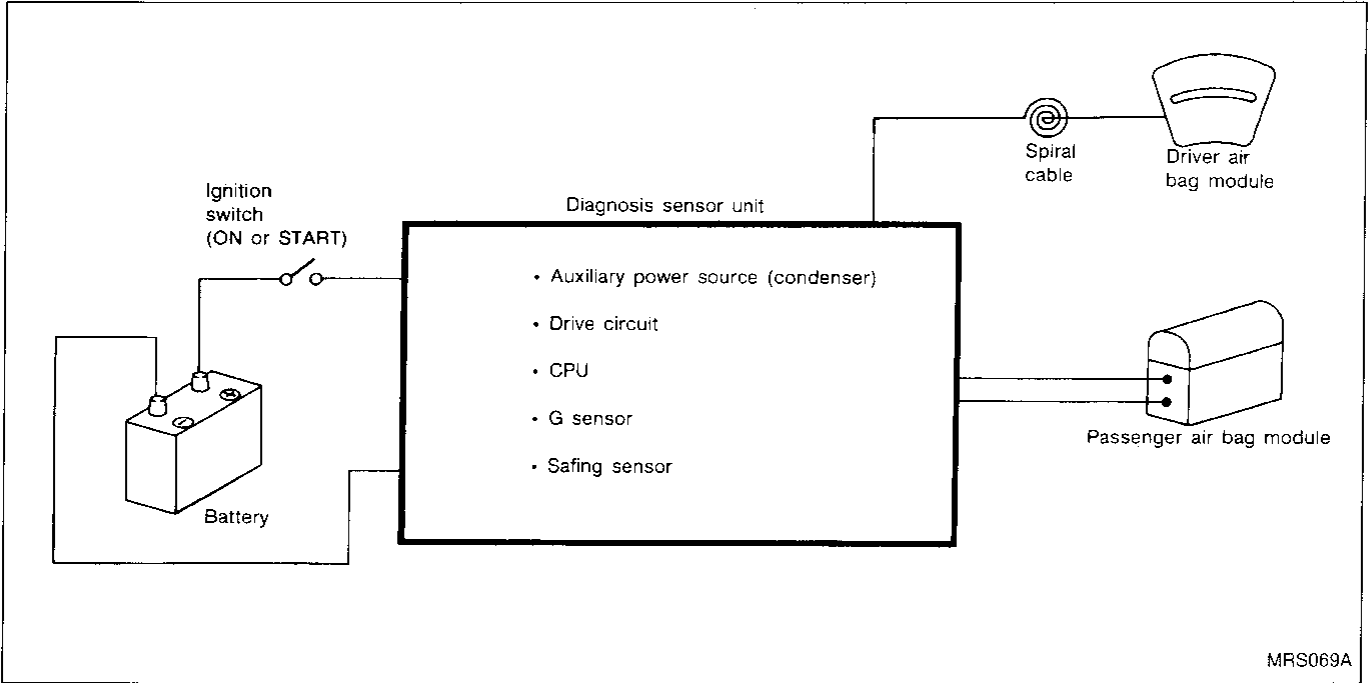 Spiral
cable
Driver air
bag module
Ignition
switch
(ON or START)
Diagnosis sensor unit
• Auxiliary power source (condenser)
• Drive circuit
• CPU
• G sensor
• Safing sensor
Battery
Passenger air bag module
MRS069A